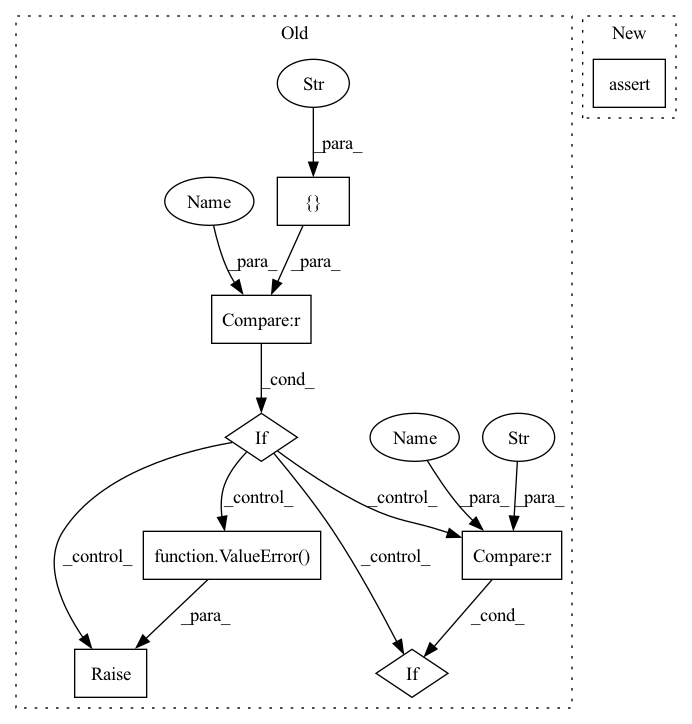 Old
New
Str
assert
_para_
Name
{}
_para_
_para_
Compare:r
_cond_
If
Name
Str
_control_
_control_
_para_
_para_
_control_
function.ValueError()
_control_
Compare:r
_para_
_cond_
Raise
If